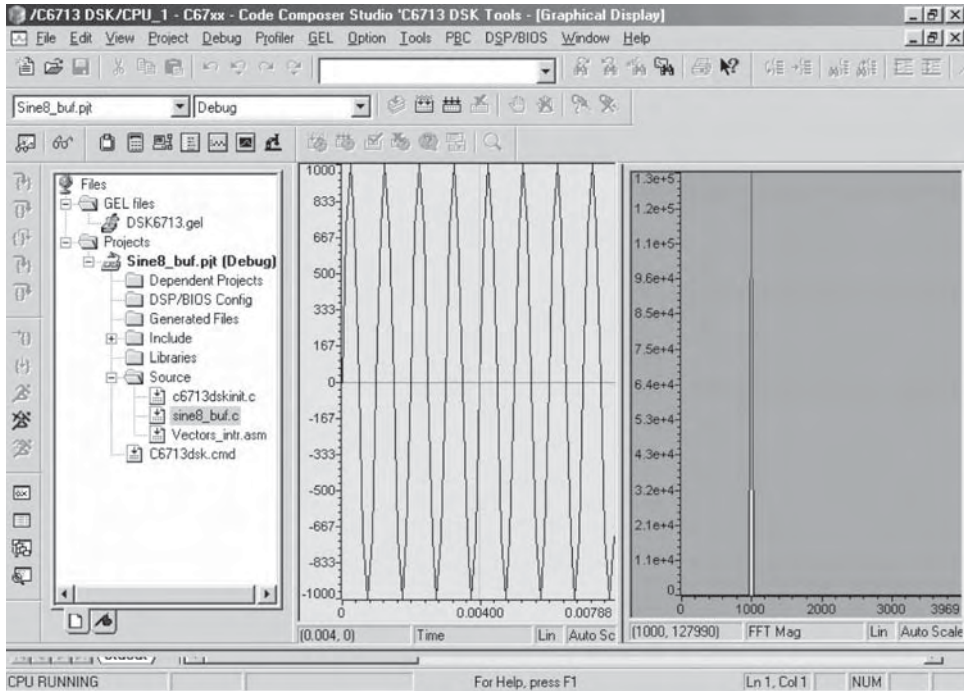 /C6713 DSK/CPU_1 - C67xx - Code Composer Studio 'C6713 DSK Tools - [Graphical Display]
File Edit View Project Debug Profiler GEL Option Tools PBC DSP/BIOS Window Help
Sine8_buf.pjt
Debug
Files
GEL files
DSK6713.gel
Projects
Sine8_buf.pjt (Debug)
Dependent Projects
DSP/BIOS Config
Generated Files
Include
Libraries
Source
c6713dskinit.c
sine8_buf.c
Vectors_intr.asm
C6713dsk.cmd
1000
833
667
500
333
167
0
-167
-333
-500
-667
-833
-1000
0 0.00400 0.00788
(0.004, 0) Time Lin Auto Sc
1.3e+5
1.2e+5
1.1e+5
9.6e+4
8.5e+4
7.5e+4
6.4e+4
5.3e+4
4.3e+4
3.2e+4
2.1e+4
1.1e+4
0
0 1000 2000 3000 3969
(1000, 127990) FFT Mag Lin Auto Scale
CPU RUNNING For Help, press F1 Ln 1, Col 1 NUM